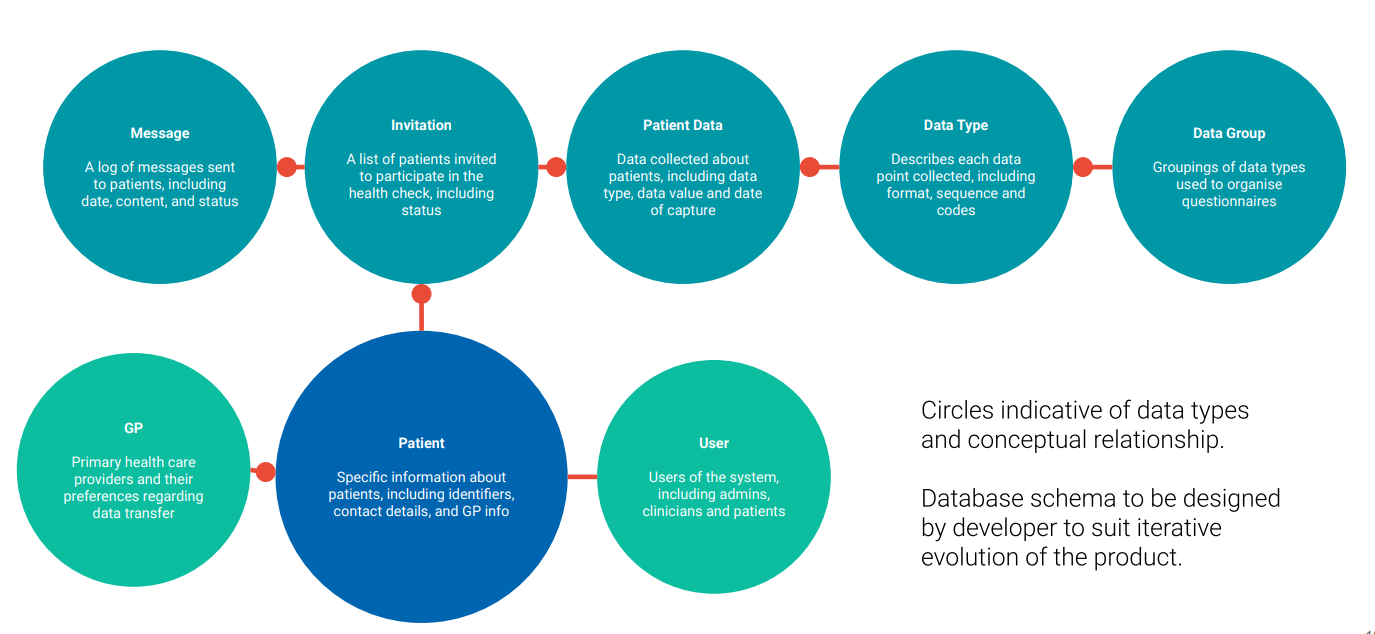 Message
A log of messages sent
to patients, including
date, content, and status
Invitation
A list of patients invited
to participate in the
health check, including
status
Patient Data
Data collected about
patients, including data
type, data value and date
of capture
Data Type
Describes each data
point collected, including
format, sequence and
codes
Data Group
Groupings of data types
used to organise
questionnaires
GP
Primary health care
providers and their
preferences regarding
data transfer
Patient
Specific information about
patients, including identifiers,
contact details, and GP info
User
Users of the system,
including admins,
clinicians and patients
Circles indicative of data types
and conceptual relationship.
Database schema to be designed
by developer to suit iterative
evolution of the product.